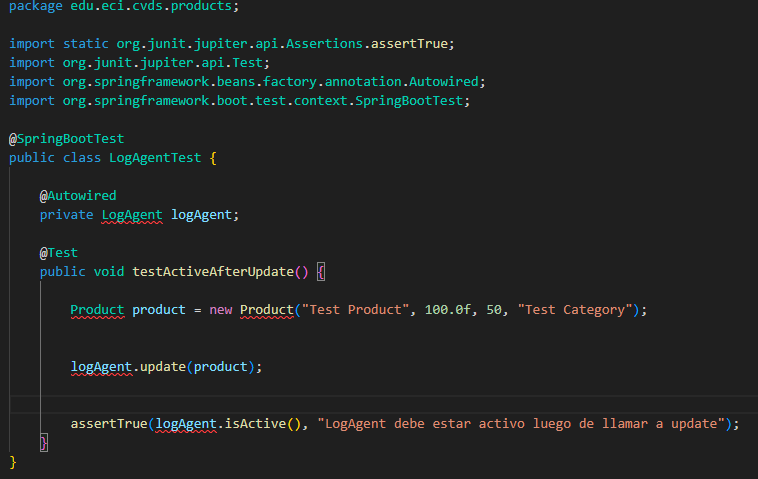 package edu.eci.cvds.products;
import static org.junit.jupiter.api.Assertions.assertTrue;
import org.junit.jupiter.api.Test;
import org.springframework.beans.factory.annotation.Autowired;
import org.springframework.boot.test.context.SpringBootTest;
@SpringBootTest
public class LogAgentTest {
@Autowired
private LogAgent logAgent;
@Test
public void testActiveAfterUpdate() {
Product product = new Product("Test Product", 100.0f, 50, "Test Category");
logAgent.update(product);
assertTrue(logAgent.isActive(), "LogAgent debe estar activo luego de llamar a update");
}
}